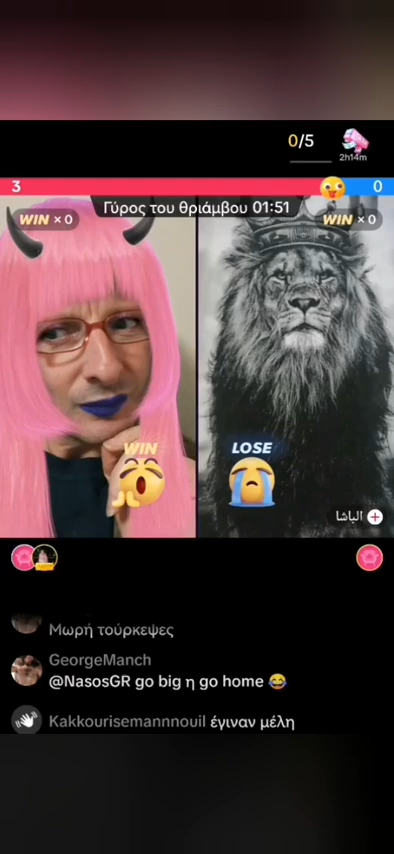 0/5
2h14m
3
0
Γύρος του θριάμβου 01:51
WIN × 0
WIN × 0
WIN
LOSE
الباشا
Μωρή τούρκεψες
GeorgeManch
@NasosGR go big η go home 😂
Kakkourisemannnouil έγιναν μέλη